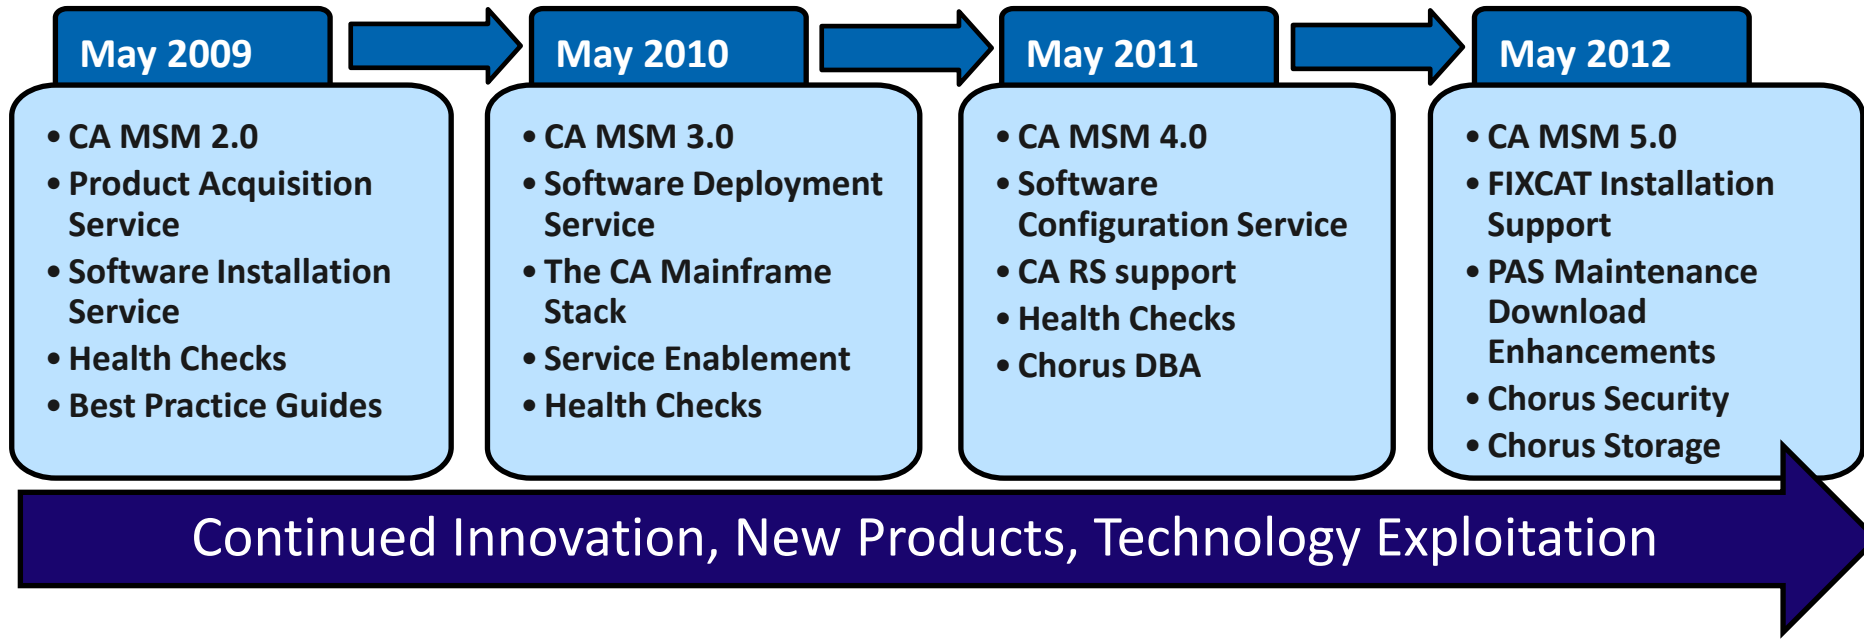 May 2009
• CA MSM 2.0
• Product Acquisition
Service
• Software Installation
Service
• Health Checks
• Best Practice Guides
May 2010
• CA MSM 3.0
• Software Deployment
Service
• The CA Mainframe
Stack
• Service Enablement
• Health Checks
May 2011
• CA MSM 4.0
• Software
Configuration Service
• CA RS support
• Health Checks
• Chorus DBA
May 2012
• CA MSM 5.0
• FIXCAT Installation
Support
• PAS Maintenance
Download
Enhancements
• Chorus Security
• Chorus Storage
Continued Innovation, New Products, Technology Exploitation